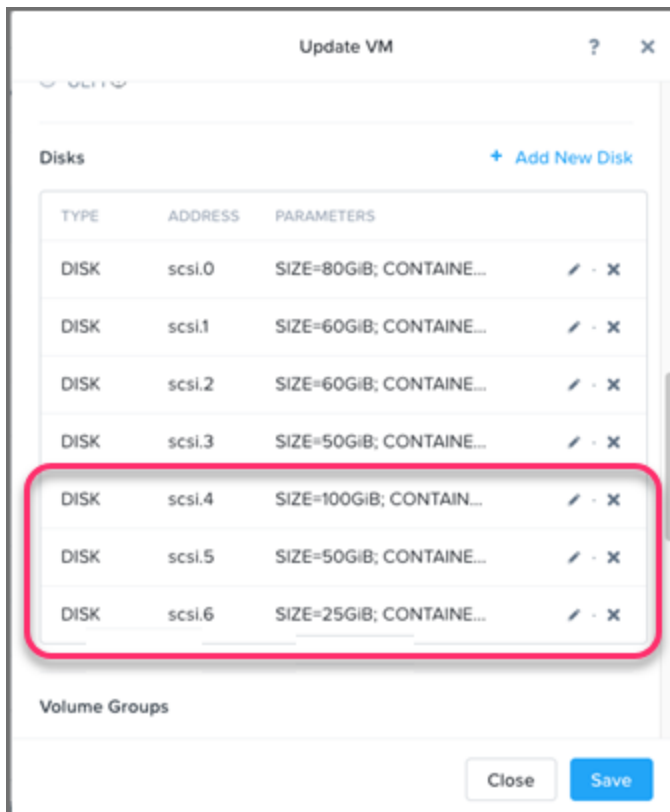 Update VM ? ×
Disks + Add New Disk
TYPE ADDRESS PARAMETERS
DISK scsi.0 SIZE=80GiB; CONTAINE...
DISK scsi.1 SIZE=60GiB; CONTAINE...
DISK scsi.2 SIZE=60GiB; CONTAINE...
DISK scsi.3 SIZE=50GiB; CONTAINE...
DISK scsi.4 SIZE=100GiB; CONTAIN...
DISK scsi.5 SIZE=50GiB; CONTAINE...
DISK scsi.6 SIZE=25GiB; CONTAINE...
Volume Groups
Close Save